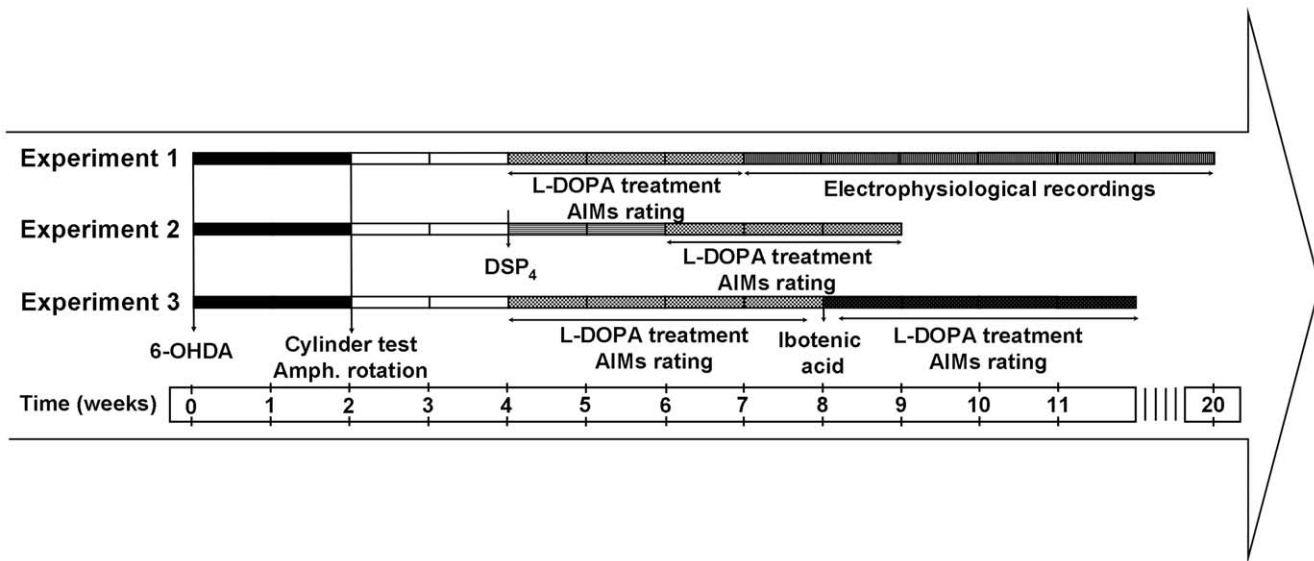 Experiment 1
L-DOPA treatment
AIMs rating
Electrophysiological recordings
Experiment 2
DSP₄
L-DOPA treatment
AIMs rating
Experiment 3
6-OHDA
Cylinder test
Amph. rotation
L-DOPA treatment
AIMs rating
Ibotenic
acid
L-DOPA treatment
AIMs rating
Time (weeks) 0 1 2 3 4 5 6 7 8 9 10 11 20